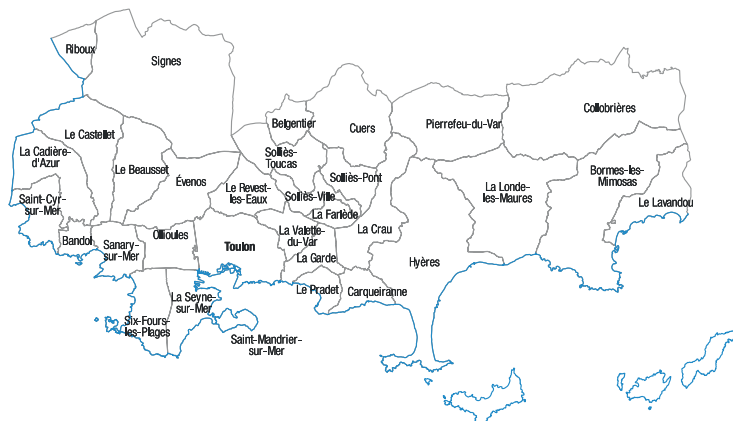 Riboux
Signes
Collobrières
Belgentier
Cuers
Pierrefeu-du-Var
Le Castellet
La Cadière-
d'Azur
Le Beausset
Évenos
Solliès-
Toucas
Solliès-Pont
Bormes-les-
Mimosas
Saint-Cyr-
sur-Mer
Le Revest-
les-Eaux
Solliès-Ville
La Londe-
les-Maures
Le Lavandou
La Farlède
Bandol
Sanary-
sur-Mer
Ollioules
Toulon
La Valette-
du-Var
La Crau
La Garde
Hyères
Le Pradet
Carqueiranne
La Seyne-
sur-Mer
Six-Fours-
les-Plages
Saint-Mandrier-
sur-Mer